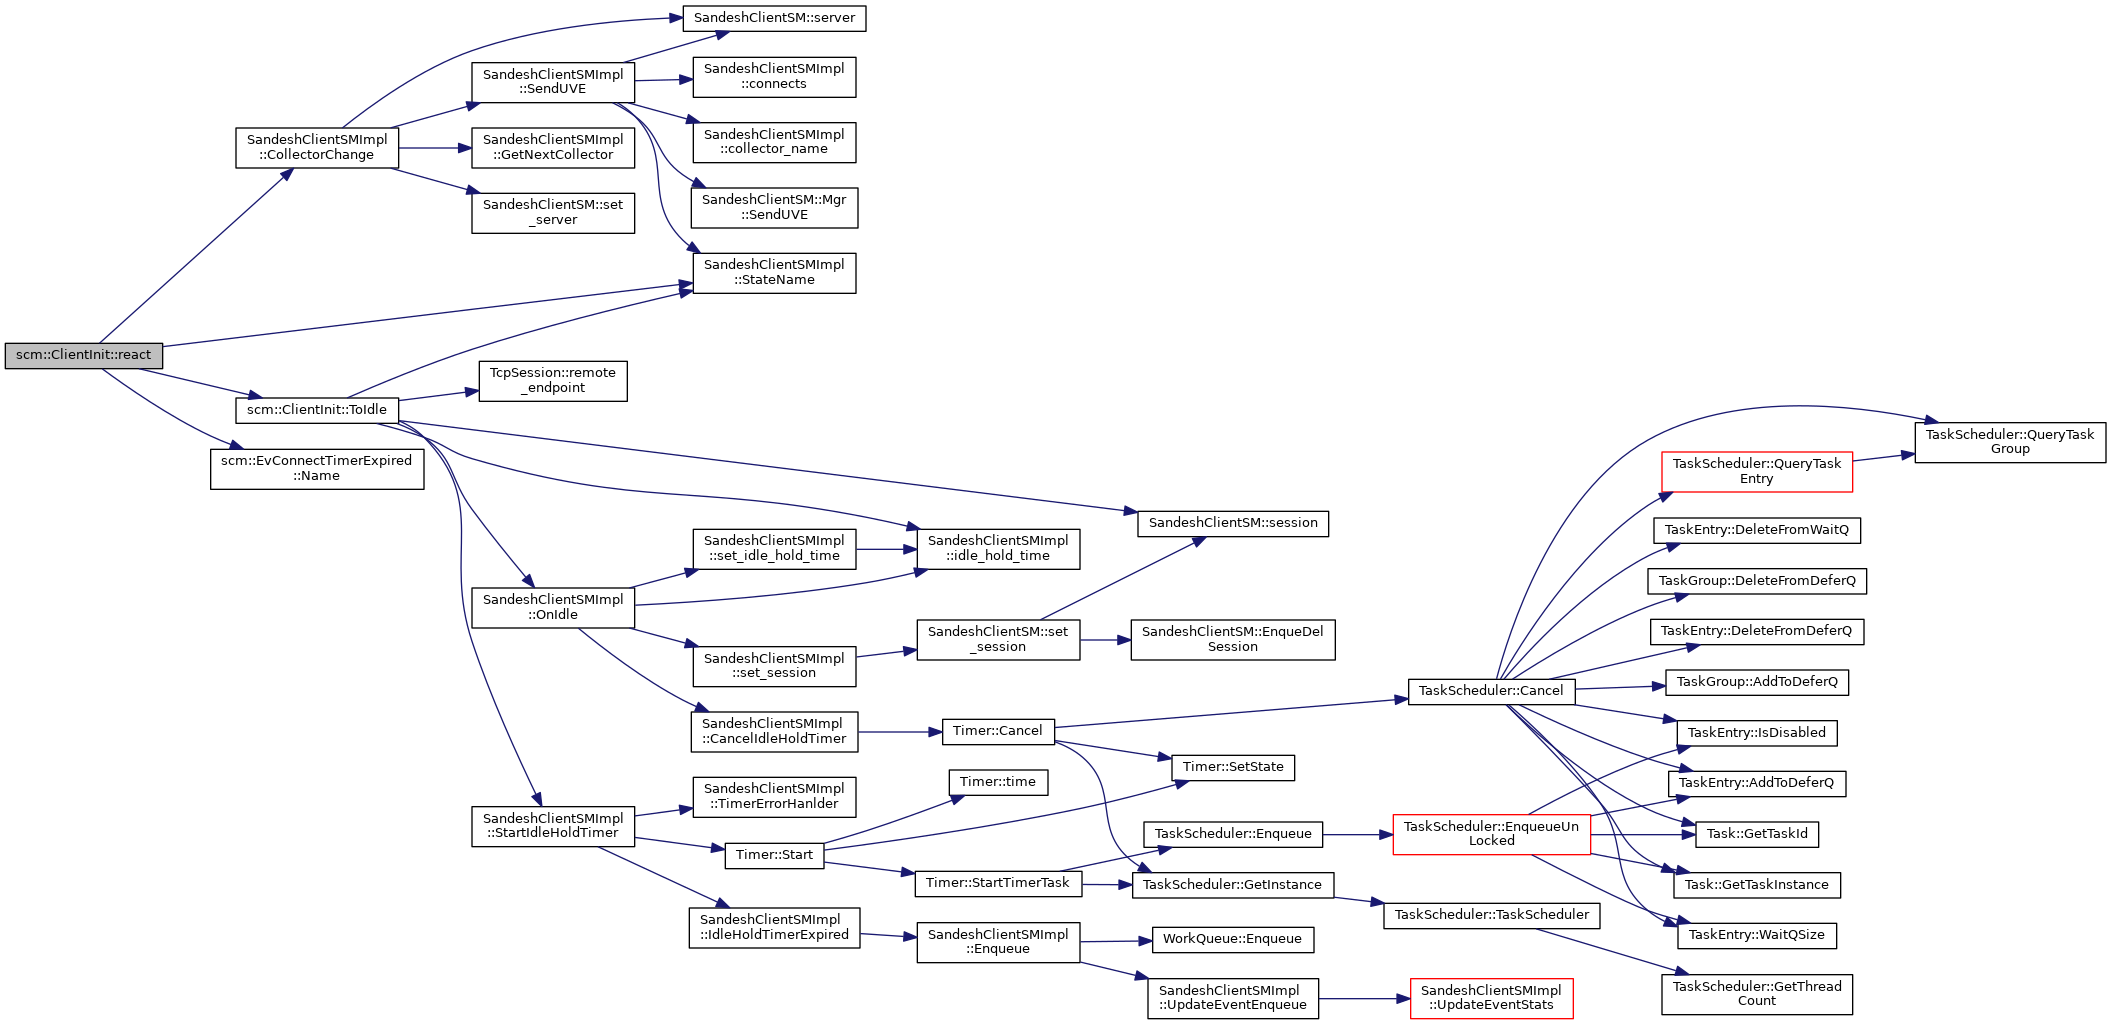 SandeshClientSM::server
SandeshClientSMImpl
::SendUVE
SandeshClientSMImpl
::connects
SandeshClientSMImpl
::CollectorChange
SandeshClientSMImpl
::GetNextCollector
SandeshClientSMImpl
::collector_name
SandeshClientSM::set
_server
SandeshClientSM::Mgr
::SendUVE
SandeshClientSMImpl
::StateName
scm::ClientInit::react
TcpSession::remote
_endpoint
scm::ClientInit::ToIdle
scm::EvConnectTimerExpired
::Name
TaskScheduler::QueryTask
Group
TaskScheduler::QueryTask
Entry
SandeshClientSM::session
TaskEntry::DeleteFromWaitQ
SandeshClientSMImpl
::set_idle_hold_time
SandeshClientSMImpl
::idle_hold_time
TaskGroup::DeleteFromDeferQ
SandeshClientSMImpl
::OnIdle
SandeshClientSM::set
_session
SandeshClientSM::EnqueDel
Session
TaskEntry::DeleteFromDeferQ
SandeshClientSMImpl
::set_session
TaskScheduler::Cancel
TaskGroup::AddToDeferQ
SandeshClientSMImpl
::CancelIdleHoldTimer
Timer::Cancel
TaskEntry::IsDisabled
Timer::SetState
Timer::time
TaskEntry::AddToDeferQ
SandeshClientSMImpl
::TimerErrorHanlder
SandeshClientSMImpl
::StartIdleHoldTimer
TaskScheduler::Enqueue
TaskScheduler::EnqueueUn
Locked
Task::GetTaskId
Timer::Start
Timer::StartTimerTask
TaskScheduler::GetInstance
Task::GetTaskInstance
TaskScheduler::TaskScheduler
SandeshClientSMImpl
::IdleHoldTimerExpired
SandeshClientSMImpl
::Enqueue
WorkQueue::Enqueue
TaskEntry::WaitQSize
SandeshClientSMImpl
::UpdateEventEnqueue
SandeshClientSMImpl
::UpdateEventStats
TaskScheduler::GetThread
Count